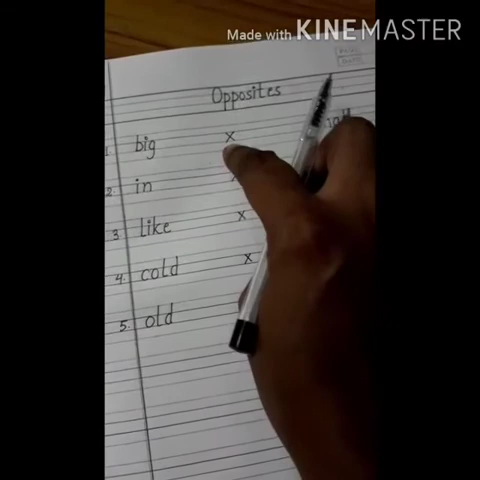 Made with KINEMASTER
Opposites
1. big x
2. in x
3. like x
4. cold x
5. old